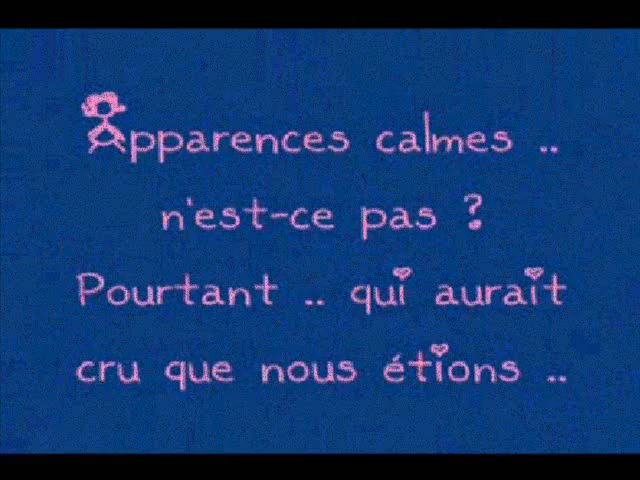 Apparences calmes ..
n'est-ce pas ?
Pourtant .. qui aurait
cru que nous étions ..